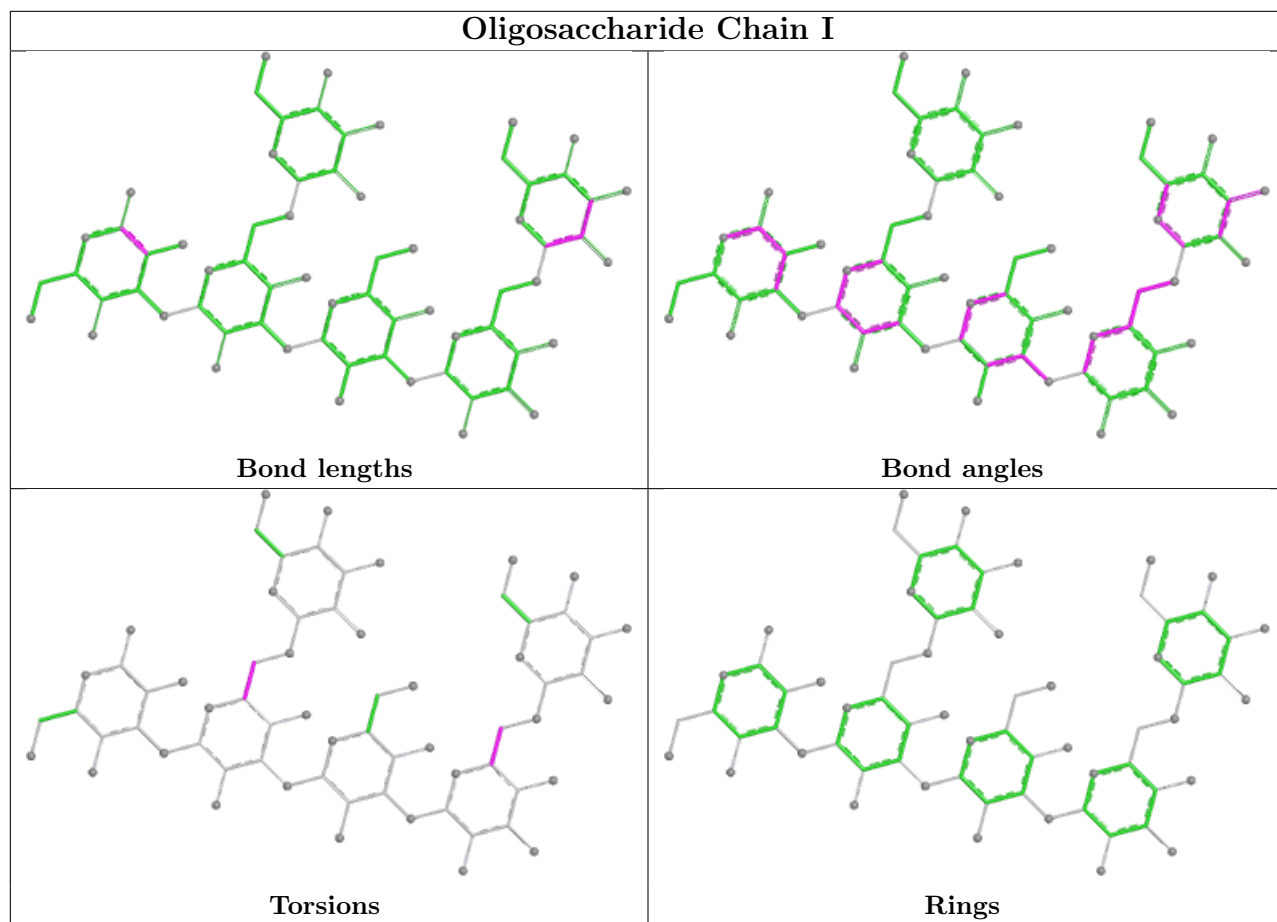 Oligosaccharide Chain I
Bond lengths
Bond angles
Torsions
Rings